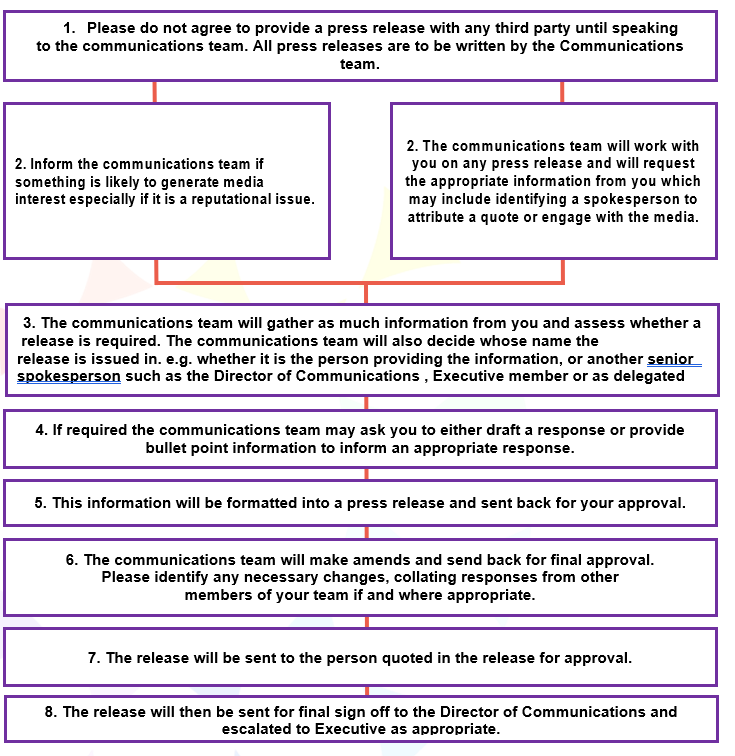 1. Please do not agree to provide a press release with any third party until speaking
to the communications team. All press releases are to be written by the Communications
team.
2. Inform the communications team if
something is likely to generate media
interest especially if it is a reputational issue.
2. The communications team will work with
you on any press release and will request
the appropriate information from you which
may include identifying a spokesperson to
attribute a quote or engage with the media.
3. The communications team will gather as much information from you and assess whether a
release is required. The communications team will also decide whose name the
release is issued in. e.g. whether it is the person providing the information, or another senior
spokesperson such as the Director of Communications , Executive member or as delegated
4. If required the communications team may ask you to either draft a response or provide
bullet point information to inform an appropriate response.
5. This information will be formatted into a press release and sent back for your approval.
6. The communications team will make amends and send back for final approval.
Please identify any necessary changes, collating responses from other
members of your team if and where appropriate.
7. The release will be sent to the person quoted in the release for approval.
8. The release will then be sent for final sign off to the Director of Communications and
escalated to Executive as appropriate.